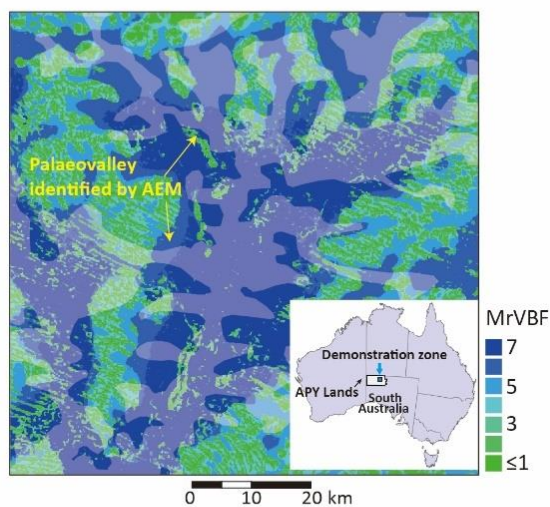 Palaeovalley
identified by AEM
Demonstration zone
APY Lands
South
Australia
MrVBF
7
5
3
≤1
0 10 20 km